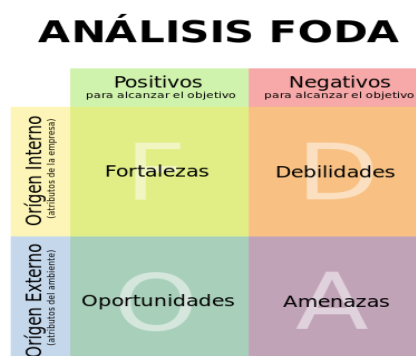 ANÁLISIS FODA
Positivos
para alcanzar el objetivo
Negativos
para alcanzar el objetivo
Orígen Interno
(atributos de la empresa)
F
Fortalezas
D
Debilidades
Orígen Externo
(atributos del ambiente)
O
Oportunidades
A
Amenazas